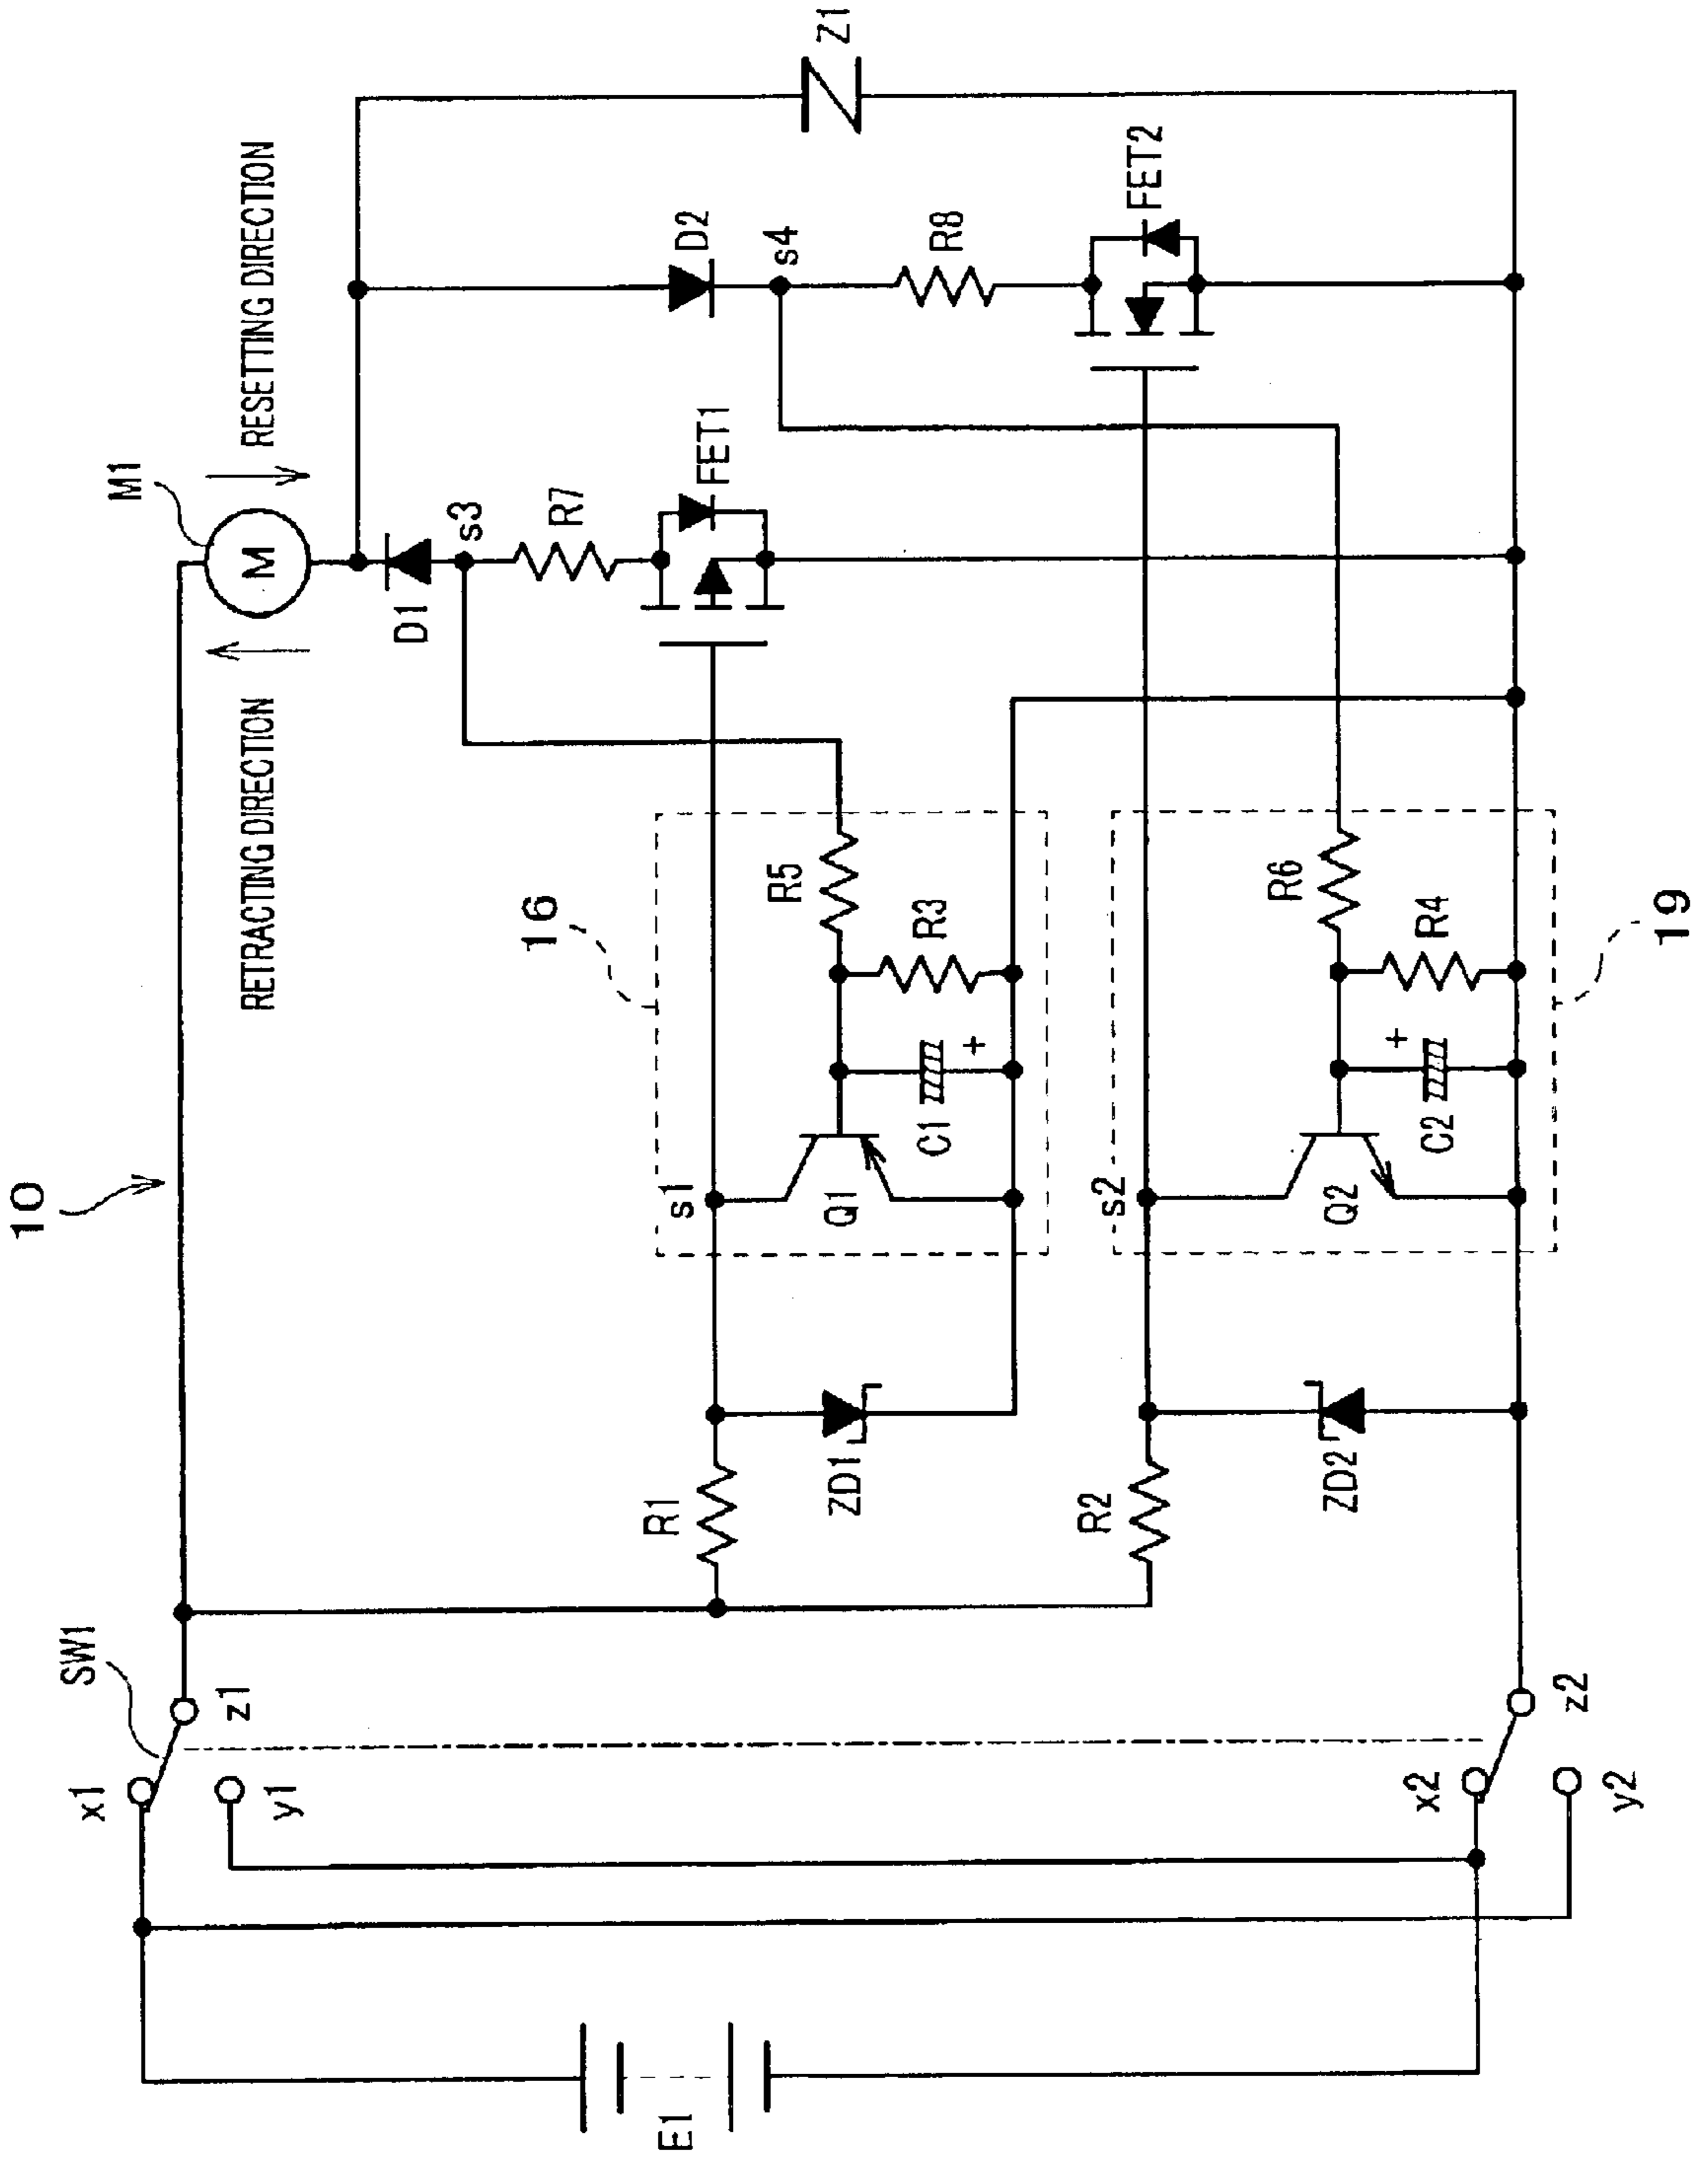 10
SW1
x1
y1
z1
x2
y2
z2
E1
M1
M
RETRACTING DIRECTION
RESETTING DIRECTION
D1
s3
R7
FET1
D2
s4
R8
FET2
Z1
16
s1
R1
ZD1
Q1
C1
+
R3
R5
19
s2
R2
ZD2
Q2
C2
+
R4
R6